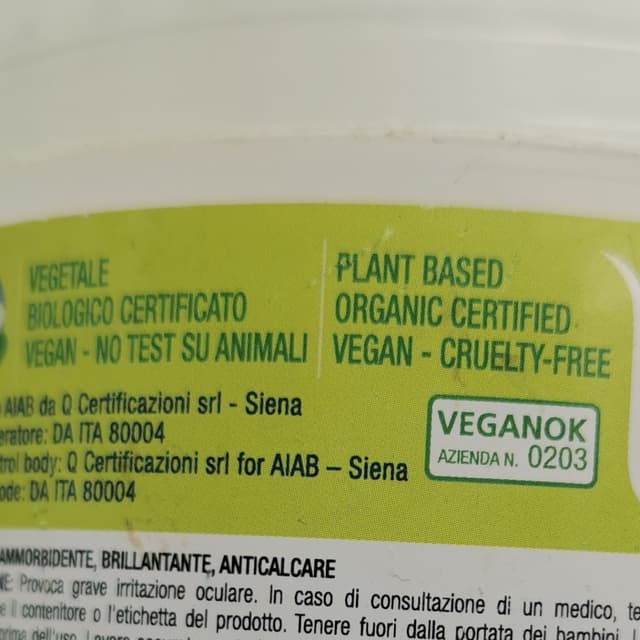 VEGETALE
BIOLOGICO CERTIFICATO
VEGAN - NO TEST SU ANIMALI
PLANT BASED
ORGANIC CERTIFIED
VEGAN - CRUELTY-FREE
AIAB da Q Certificazioni srl - Siena
DA ITA 80004
body: Q Certificazioni srl for AIAB – Siena
DA ITA 80004
VEGANOK
AZIENDA N. 0203
AMMORBIDENTE, BRILLANTANTE, ANTICALCARE
Provoca grave irritazione oculare. In caso di consultazione di un medico,
il contenitore o l'etichetta del prodotto. Tenere fuori dalla portata dei bambini.